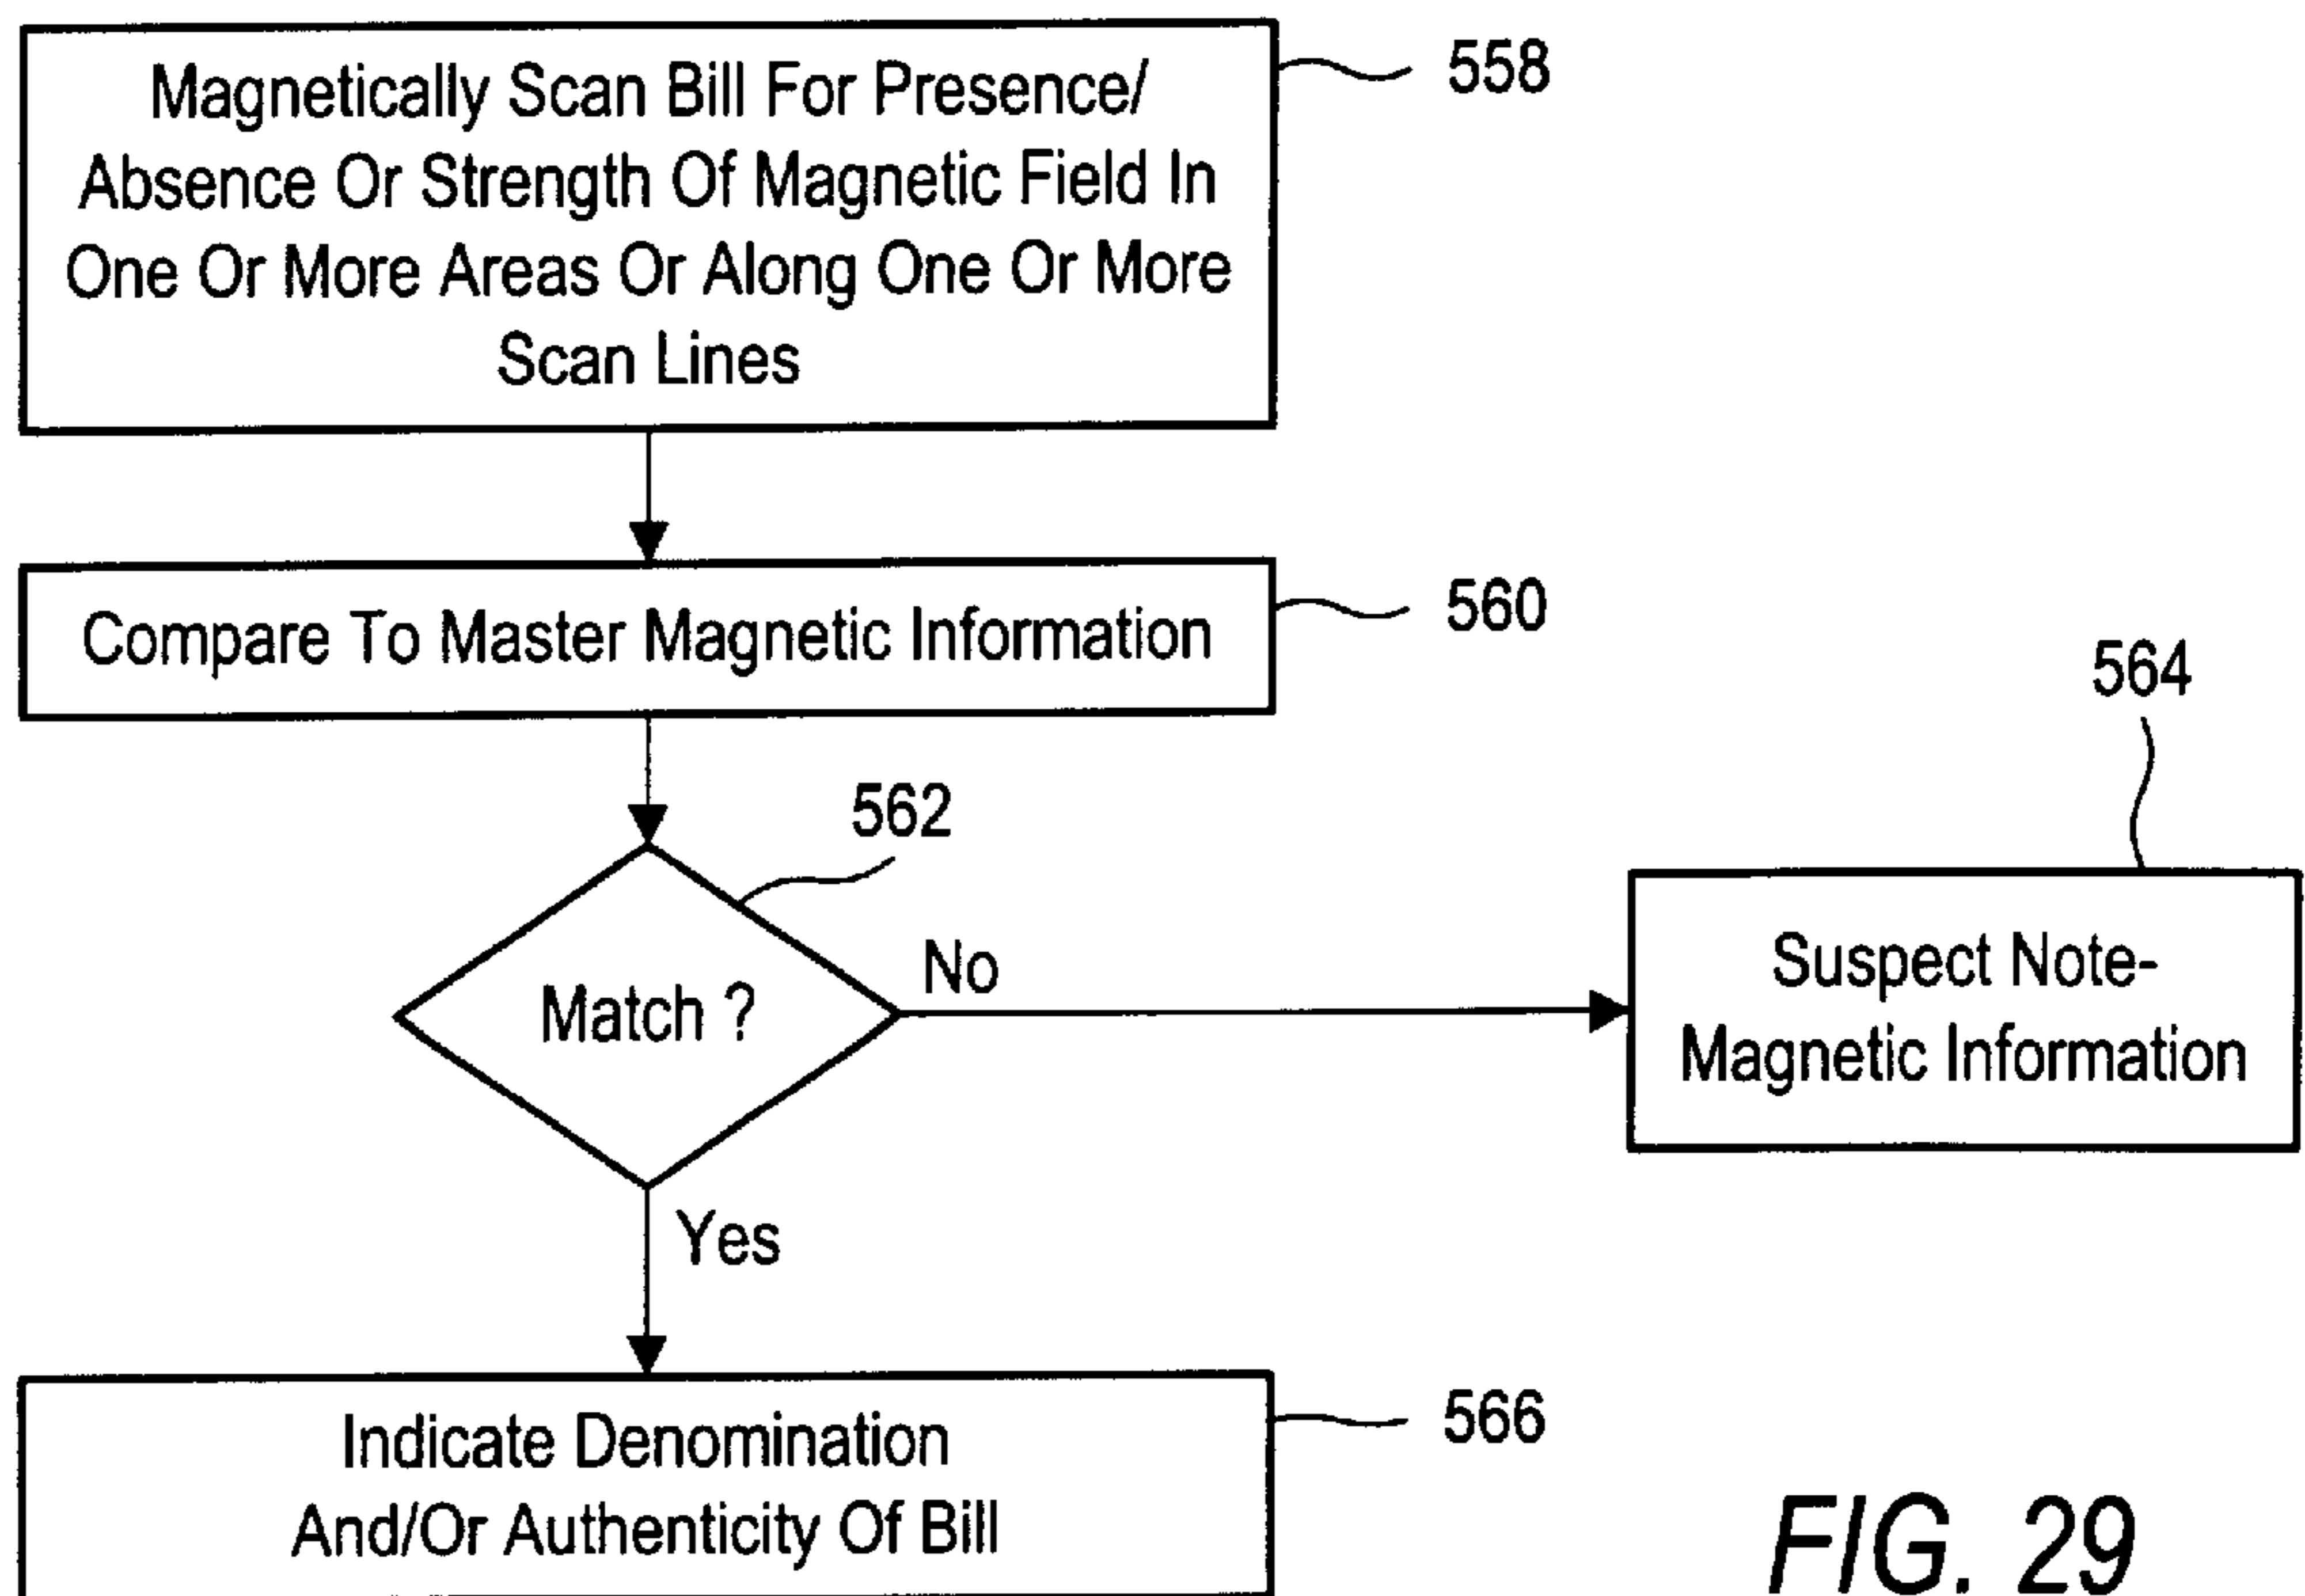 Magnetically Scan Bill For Presence/
Absence Or Strength Of Magnetic Field In
One Or More Areas Or Along One Or More
Scan Lines
558
Compare To Master Magnetic Information
560
562
Match ?
No
564
Suspect Note-
Magnetic Information
Yes
Indicate Denomination
And/Or Authenticity Of Bill
566
FIG. 29